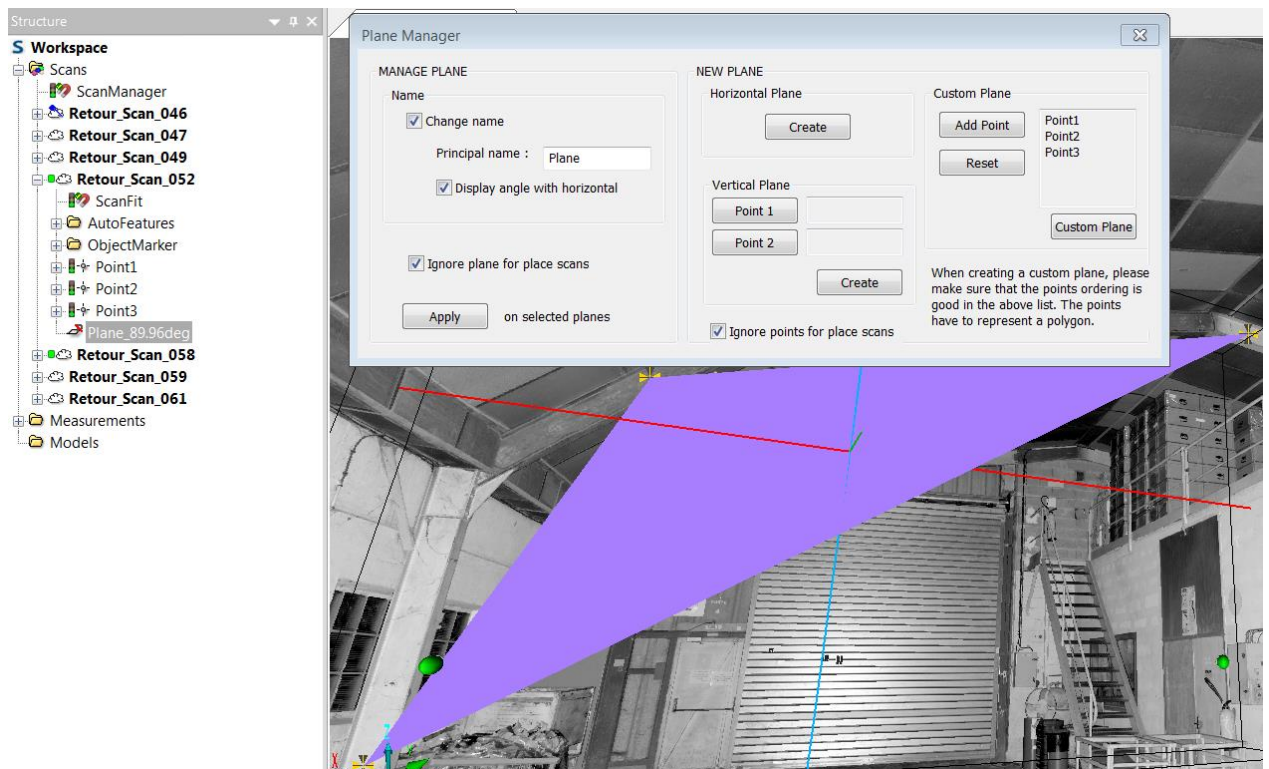 Structure
Workspace
Scans
ScanManager
Retour_Scan_046
Retour_Scan_047
Retour_Scan_049
Retour_Scan_052
ScanFit
AutoFeatures
ObjectMarker
Point1
Point2
Point3
Plane_89.96deg
Retour_Scan_058
Retour_Scan_059
Retour_Scan_061
Measurements
Models
Plane Manager
MANAGE PLANE
Name
Change name
Principal name : Plane
Display angle with horizontal
Ignore plane for place scans
Apply on selected planes
NEW PLANE
Horizontal Plane
Create
Vertical Plane
Point 1
Point 2
Create
Ignore points for place scans
Custom Plane
Add Point
Reset
Point1
Point2
Point3
Custom Plane
When creating a custom plane, please
make sure that the points ordering is
good in the above list. The points
have to represent a polygon.